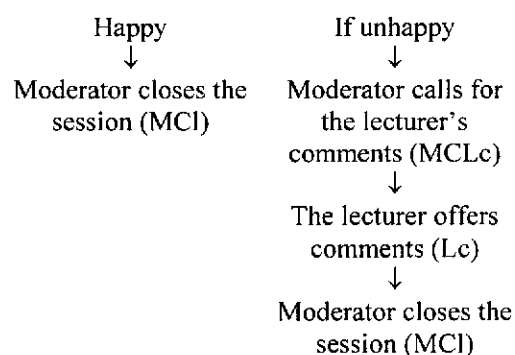 Happy
↓
Moderator closes the
session (MCl)
If unhappy
↓
Moderator calls for
the lecturer's
comments (MCLc)
↓
The lecturer offers
comments (Lc)
↓
Moderator closes the
session (MCl)